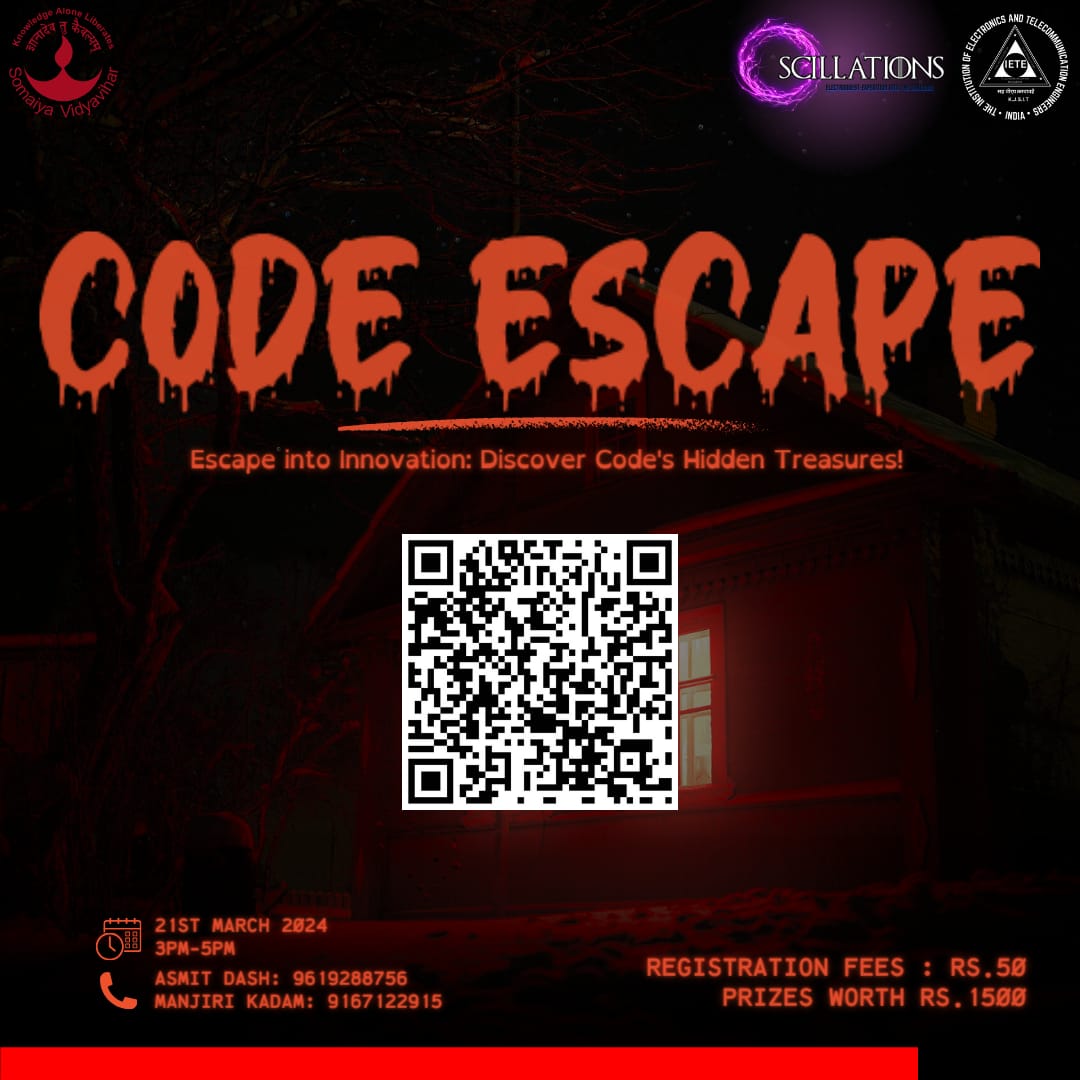 Knowledge Alone Liberates
ज्ञानादेव तु कैवल्यम्
Somaiya Vidyavihar
SCILLATIONS
THE INSTITUTION OF ELECTRONICS AND TELECOMMUNICATION ENGINEERS • INDIA •
IETE
K.J.S.I.T
CODE ESCAPE
Escape into Innovation: Discover Code's Hidden Treasures!
21ST MARCH 2024
3PM-5PM
ASMIT DASH: 9619288756
MANJIRI KADAM: 9167122915
REGISTRATION FEES : RS.50
PRIZES WORTH RS.1500